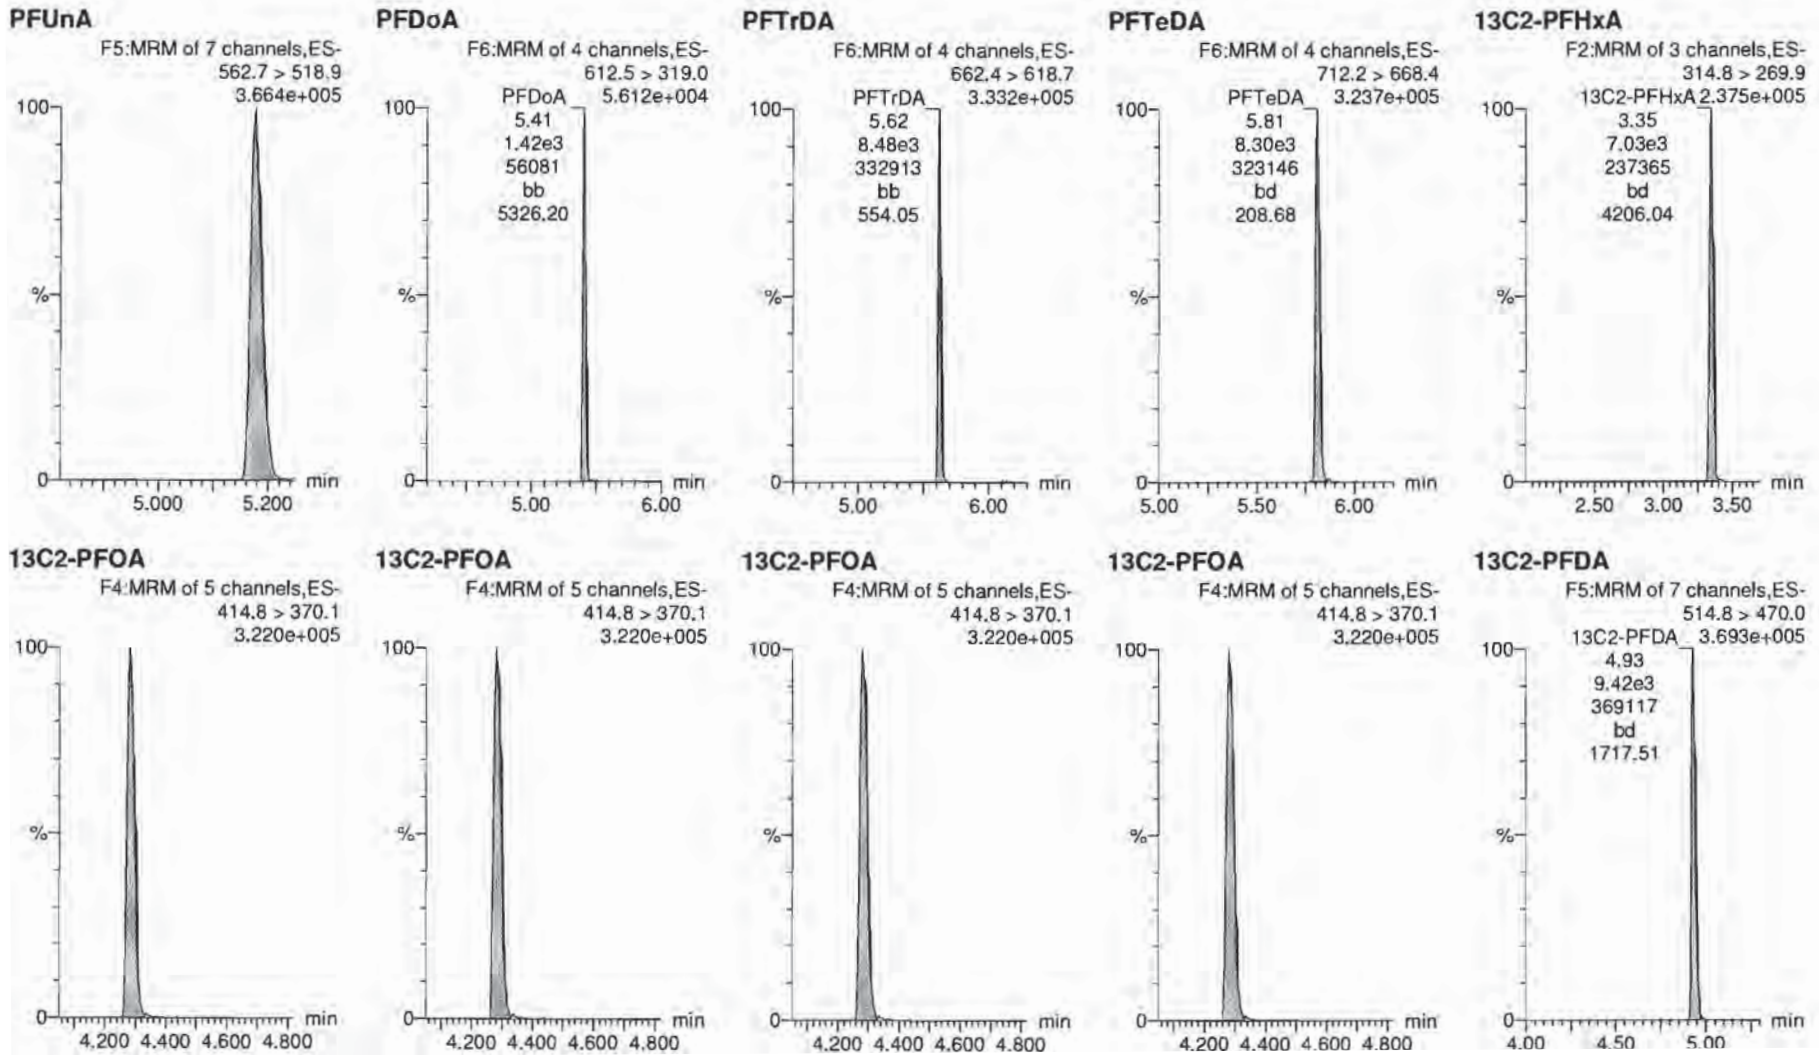 PFUnA
F5:MRM of 7 channels,ES-
562.7 > 518.9
3.664e+005
100
%
0
min
5.000 5.200
PFDoA
F6:MRM of 4 channels,ES-
612.5 > 319.0
5.612e+004
PFDoA
5.41
1.42e3
56081
bb
5326.20
100
%
0
min
5.00 6.00
PFTrDA
F6:MRM of 4 channels,ES-
662.4 > 618.7
3.332e+005
PFTrDA
5.62
8.48e3
332913
bb
554.05
100
%
0
min
5.00 6.00
PFTeDA
F6:MRM of 4 channels,ES-
712.2 > 668.4
3.237e+005
PFTeDA
5.81
8.30e3
323146
bd
208.68
100
%
0
min
5.00 5.50 6.00
13C2-PFHxA
F2:MRM of 3 channels,ES-
314.8 > 269.9
13C2-PFHxA 2.375e+005
3.35
7.03e3
237365
bd
4206.04
100
%
0
min
2.50 3.00 3.50
13C2-PFOA
F4:MRM of 5 channels,ES-
414.8 > 370.1
3.220e+005
100
%
0
min
4.200 4.400 4.600 4.800
13C2-PFOA
F4:MRM of 5 channels,ES-
414.8 > 370.1
3.220e+005
100
%
0
min
4.200 4.400 4.600 4.800
13C2-PFOA
F4:MRM of 5 channels,ES-
414.8 > 370.1
3.220e+005
100
%
0
min
4.200 4.400 4.600 4.800
13C2-PFOA
F4:MRM of 5 channels,ES-
414.8 > 370.1
3.220e+005
100
%
0
min
4.200 4.400 4.600 4.800
13C2-PFDA
F5:MRM of 7 channels,ES-
514.8 > 470.0
13C2-PFDA 3.693e+005
4.93
9.42e3
369117
bd
1717.51
100
%
0
min
4.00 4.50 5.00